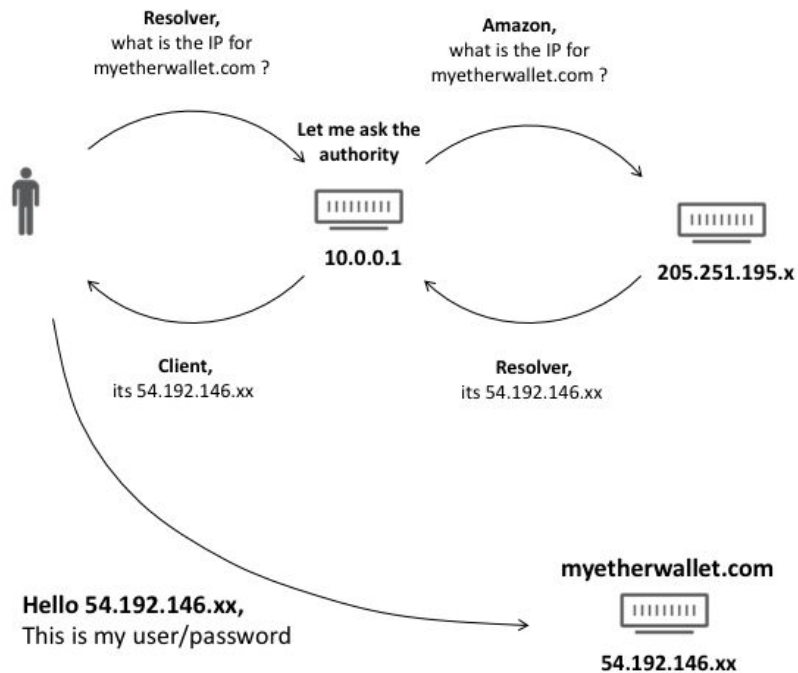 Resolver,
what is the IP for
myetherwallet.com ?
Amazon,
what is the IP for
myetherwallet.com ?
Let me ask the
authority
10.0.0.1
205.251.195.x
Client,
its 54.192.146.xx
Resolver,
its 54.192.146.xx
myetherwallet.com
Hello 54.192.146.xx,
This is my user/password
54.192.146.xx